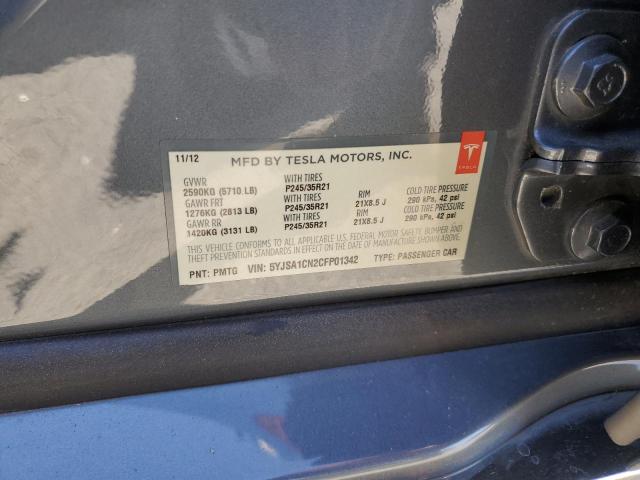 11/12 MFD BY TESLA MOTORS, INC.
TESLA
GVWR WITH TIRES
2590KG (5710 LB) P245/35R21 RIM COLD TIRE PRESSURE
GAWR FRT WITH TIRES 21X8.5 J 290 kPa, 42 psi
1276KG (2813 LB) P245/35R21 RIM COLD TIRE PRESSURE
GAWR RR WITH TIRES 21X8.5 J 290 kPa, 42 psi
1420KG (3131 LB) P245/35R21
THIS VEHICLE CONFORMS TO ALL APPLICABLE U.S. FEDERAL MOTOR SAFETY BUMPER AND
THEFT PREVENTION STANDARDS IN EFFECT ON THE DATE OF MANUFACTURE SHOWN ABOVE.
PNT: PMTG VIN: 5YJSA1CN2CFP01342 TYPE: PASSENGER CAR